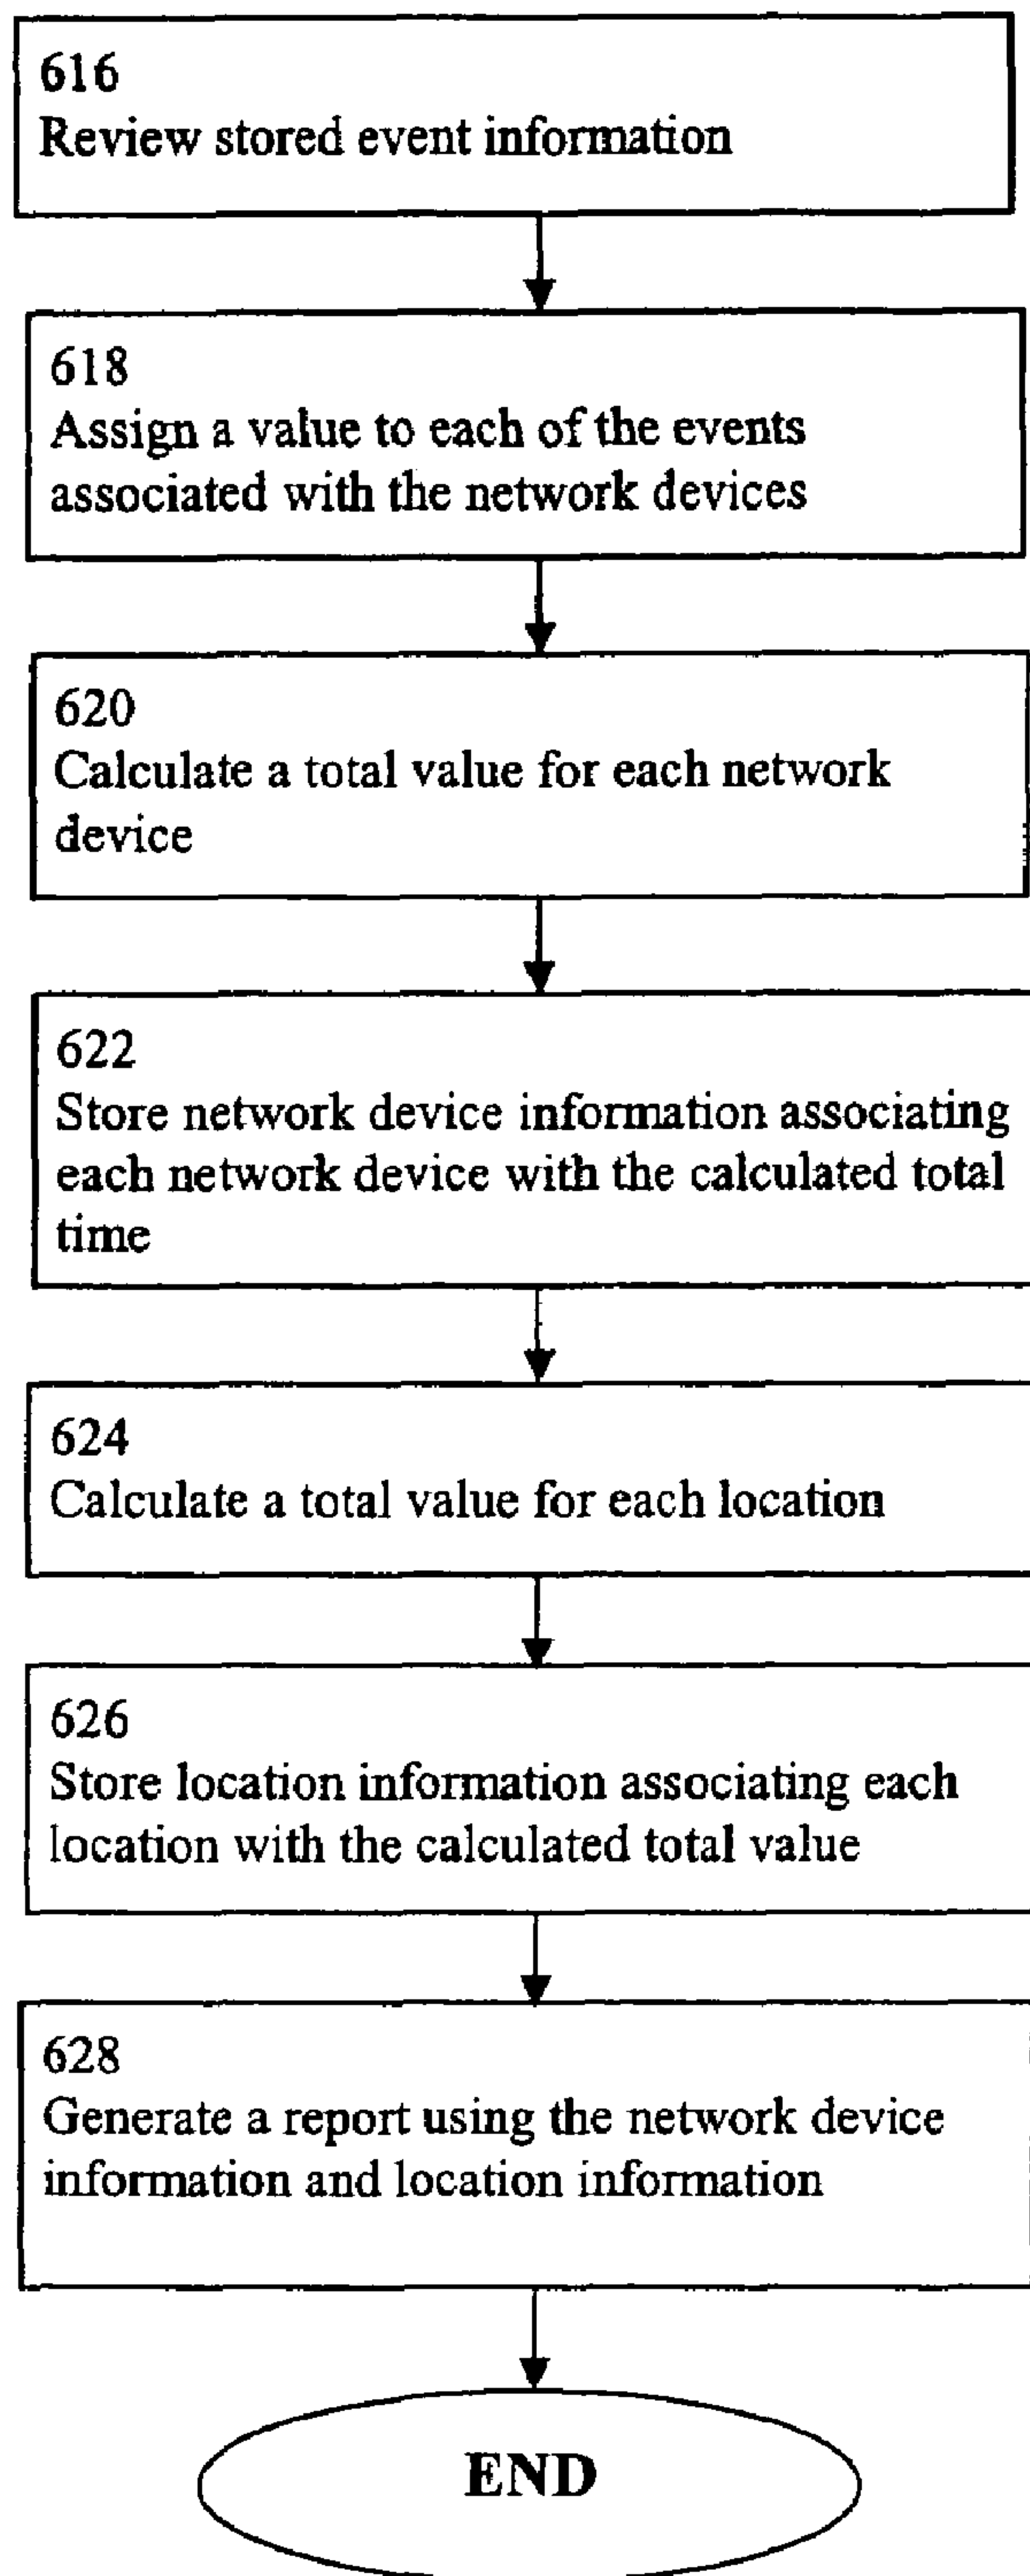 616
Review stored event information
618
Assign a value to each of the events
associated with the network devices
620
Calculate a total value for each network
device
622
Store network device information associating
each network device with the calculated total
time
624
Calculate a total value for each location
626
Store location information associating each
location with the calculated total value
628
Generate a report using the network device
information and location information
END